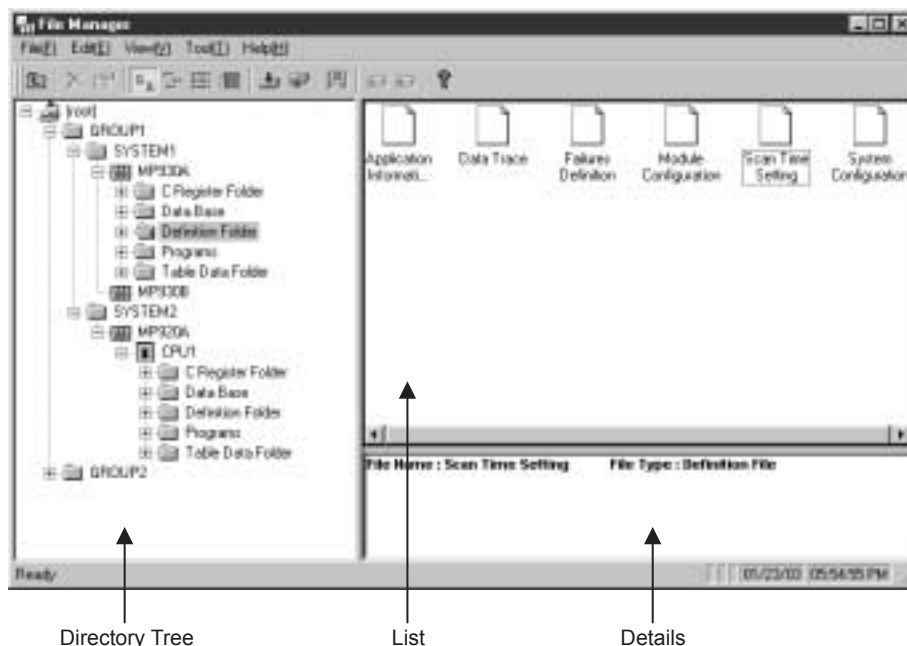 File Manager
File(F) Edit(E) View(V) Tool(T) Help(H)
(root)
GROUP1
SYSTEM1
MP930A
C Register Folder
Data Base
Definition Folder
Programs
Table Data Folder
MP930B
SYSTEM2
MP920A
CPU1
C Register Folder
Data Base
Definition Folder
Programs
Table Data Folder
GROUP2
Application Informati...
Data Trace
Failures Definition
Module Configuration
Scan Time Setting
System Configuration
File Name : Scan Time Setting File Type : Definition File
Ready
05:54:55 PM
Directory Tree
List
Details